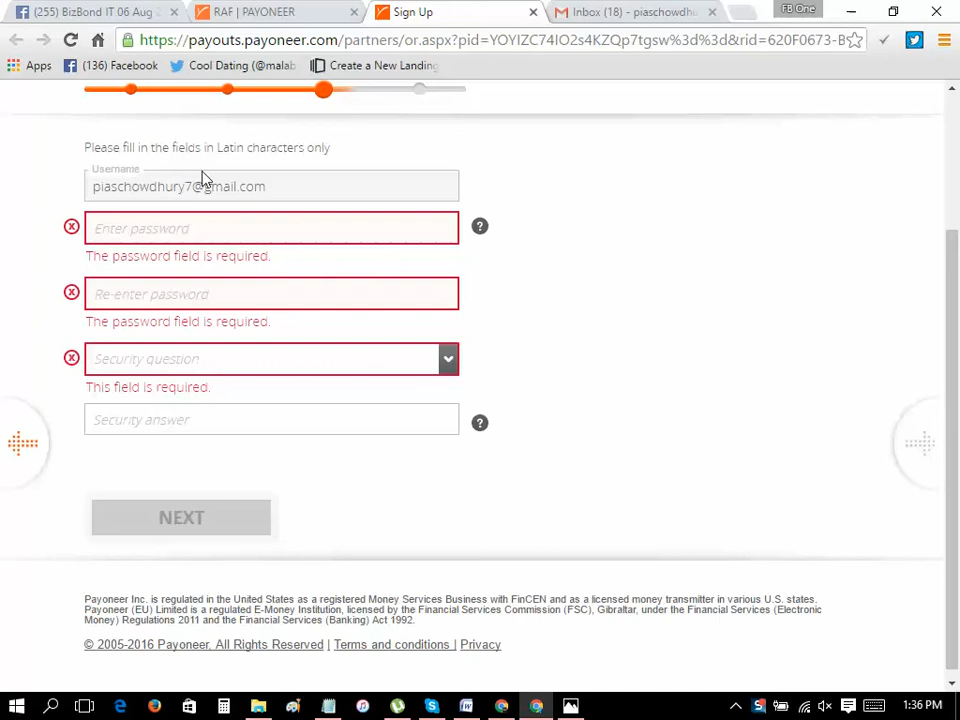 (255) BizBond IT 06 Aug
RAF | PAYONEER
Sign Up
Inbox (18) - piaschowdhu
FB One
https://payouts.payoneer.com/partners/or.aspx?pid=YOYIZC74IO2s4KZQp7tgsw%3d%3d&rid=620F0673-B
Apps
(136) Facebook
Cool Dating (@malab
Create a New Landing
Please fill in the fields in Latin characters only
Username
piaschowdhury7@gmail.com
Enter password
?
The password field is required.
Re-enter password
The password field is required.
Security question
This field is required.
Security answer
?
NEXT
Payoneer Inc. is regulated in the United States as a registered Money Services Business with FinCEN and as a licensed money transmitter in various U.S. states.
Payoneer (EU) Limited is a regulated E-Money Institution, licensed by the Financial Services Commission (FSC), Gibraltar, under the Financial Services (Electronic
Money) Regulations 2011 and the Financial Services (Banking) Act 1992.
© 2005-2016 Payoneer, All Rights Reserved | Terms and conditions | Privacy
1:36 PM